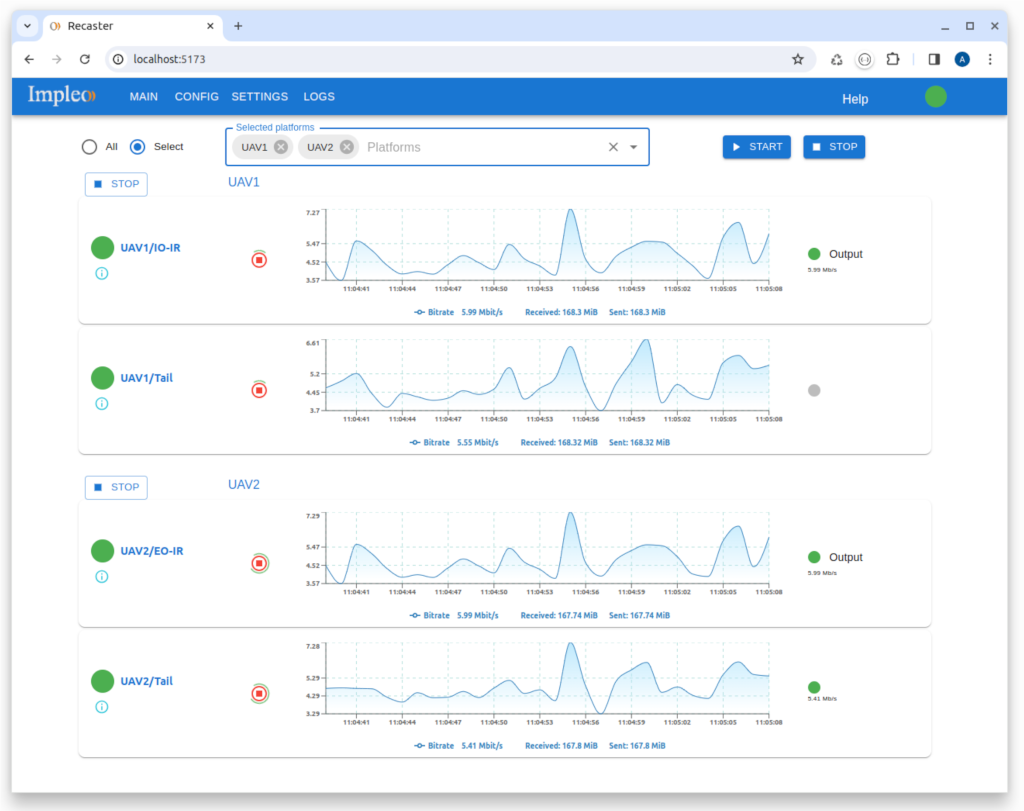 Recaster
localhost:5173
A
Impleo MAIN CONFIG SETTINGS LOGS Help
All Select
Selected platforms
UAV1 UAV2 Platforms
START STOP
STOP UAV1
UAV1/IO-IR
7.27
5.47
4.52
3.57
11:04:41 11:04:44 11:04:47 11:04:50 11:04:53 11:04:56 11:04:59 11:05:02 11:05:05 11:05:08
Bitrate 5.99 Mbit/s Received: 168.3 MiB Sent: 168.3 MiB
Output
5.99 Mb/s
UAV1/Tail
6.61
5.2
4.45
3.7
11:04:41 11:04:44 11:04:47 11:04:50 11:04:53 11:04:56 11:04:59 11:05:02 11:05:05 11:05:08
Bitrate 5.55 Mbit/s Received: 168.32 MiB Sent: 168.32 MiB
STOP UAV2
UAV2/EO-IR
7.29
5.47
4.52
3.57
11:04:41 11:04:44 11:04:47 11:04:50 11:04:53 11:04:56 11:04:59 11:05:02 11:05:05 11:05:08
Bitrate 5.99 Mbit/s Received: 167.74 MiB Sent: 167.74 MiB
Output
5.99 Mb/s
UAV2/Tail
7.28
5.29
4.29
3.29
11:04:41 11:04:44 11:04:47 11:04:50 11:04:53 11:04:56 11:04:59 11:05:02 11:05:05 11:05:08
Bitrate 5.41 Mbit/s Received: 167.8 MiB Sent: 167.8 MiB
5.41 Mb/s